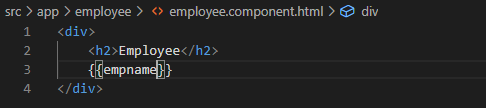 src > app > employee > <> employee.component.html > div
1 <div>
2 <h2>Employee</h2>
3 {{empname}}
4 </div>